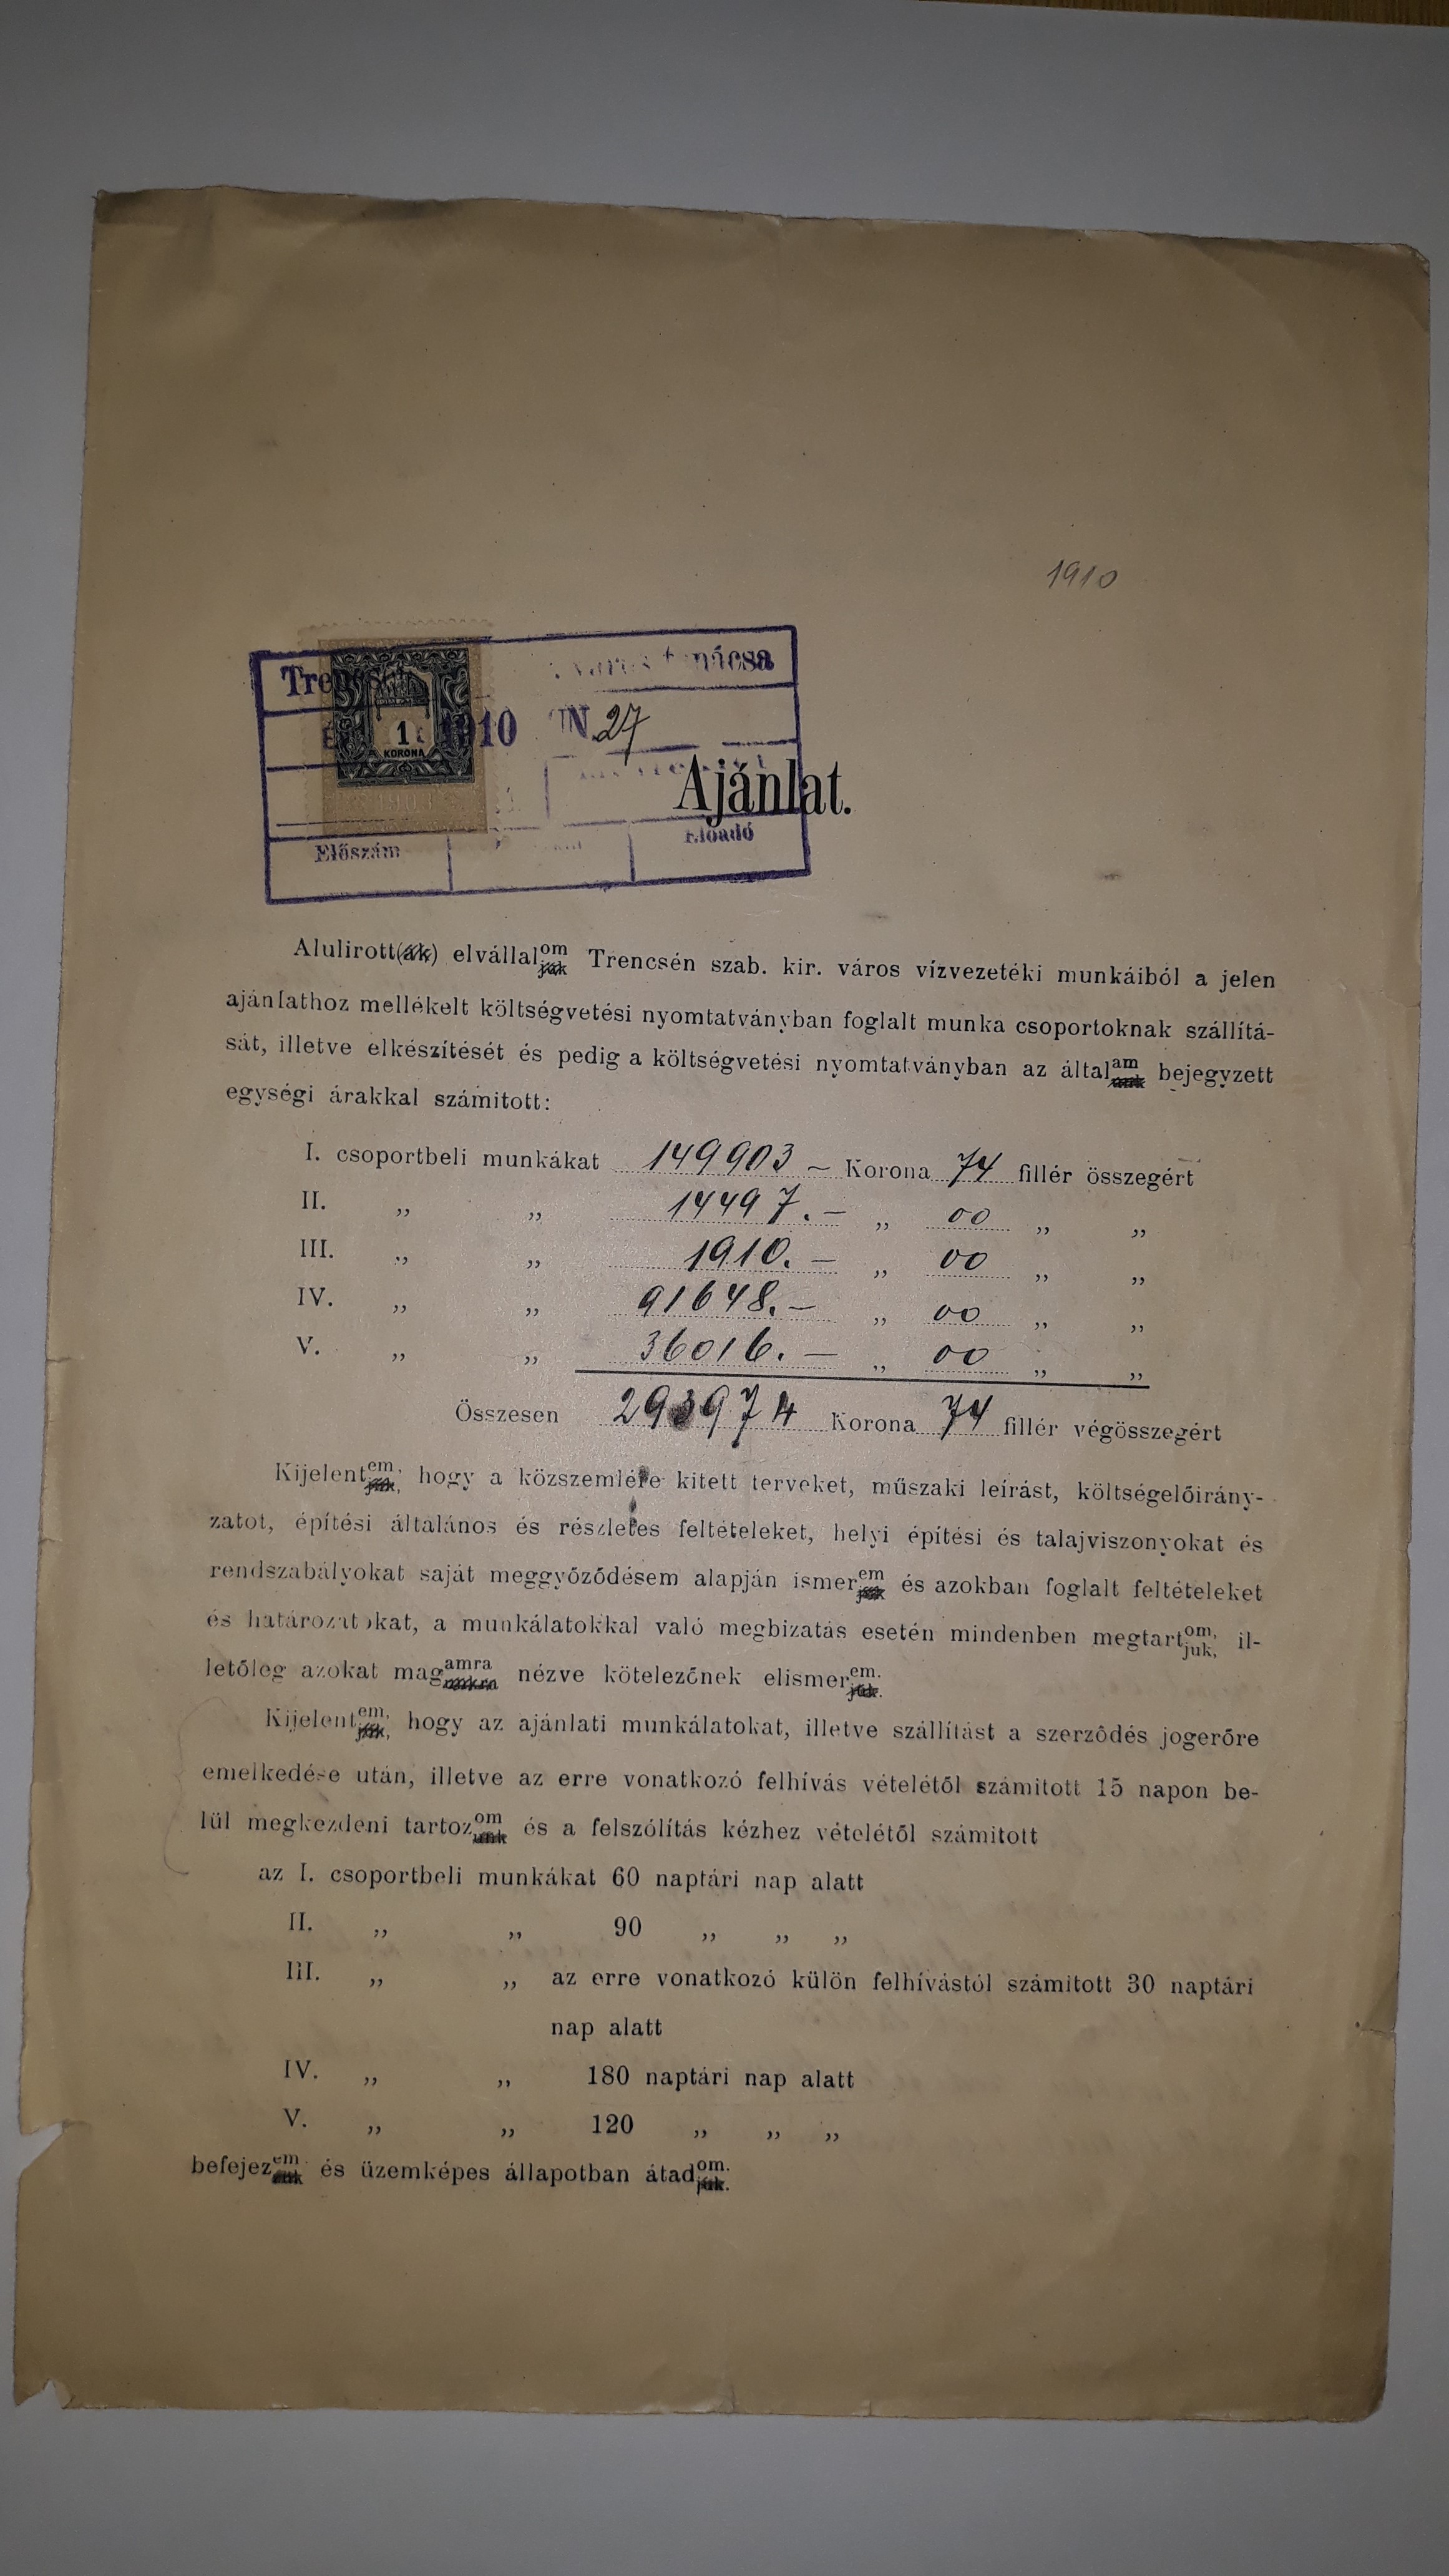 1910
tanácsa
1910 JUN. 27
1
KORONA
Ajánlat.
Előszám
Előadó
Alulirott(ák) elvállalom/ják Trencsén szab. kir. város vízvezetéki munkáiból a jelen
ajánlathoz mellékelt költségvetési nyomtatványban foglalt munka csoportoknak szállítá-
sát, illetve elkészítését és pedig a költségvetési nyomtatványban az általam/unk bejegyzett
egységi árakkal számitott:
I. csoportbeli munkákat 149903 – Korona 74 fillér összegért
II. „ „ 14497. – „ 00 „ „
III. „ „ 1910. – „ 00 „ „
IV. „ „ 91648. – „ 00 „ „
V. „ „ 36016. – „ 00 „ „
Összesen 293974 Korona 74 fillér végösszegért
Kijelentem,/jük, hogy a közszemlére kitett terveket, műszaki leírást, költségelőirány-
zatot, építési általános és részletes feltételeket, helyi építési és talajviszonyokat és
rendszabályokat saját meggyőződésem alapján ismerem/jük és azokban foglalt feltételeket
és határozatokat, a munkálatokkal való megbizatás esetén mindenben megtartom,/juk, il-
letőleg azokat magamra/unkra nézve kötelezőnek elismerem./jük.
Kijelentem,/jük, hogy az ajánlati munkálatokat, illetve szállítást a szerződés jogerőre
emelkedése után, illetve az erre vonatkozó felhívás vételétől számitott 15 napon be-
lül megkezdeni tartozom/unk és a felszólítás kézhez vételétől számitott
az I. csoportbeli munkákat 60 naptári nap alatt
II. „ „ 90 „ „ „
III. „ „ az erre vonatkozó külön felhívástól számitott 30 naptári
nap alatt
IV. „ „ 180 naptári nap alatt
V. „ „ 120 „ „ „
befejezem/zük és üzemképes állapotban átadom./juk.